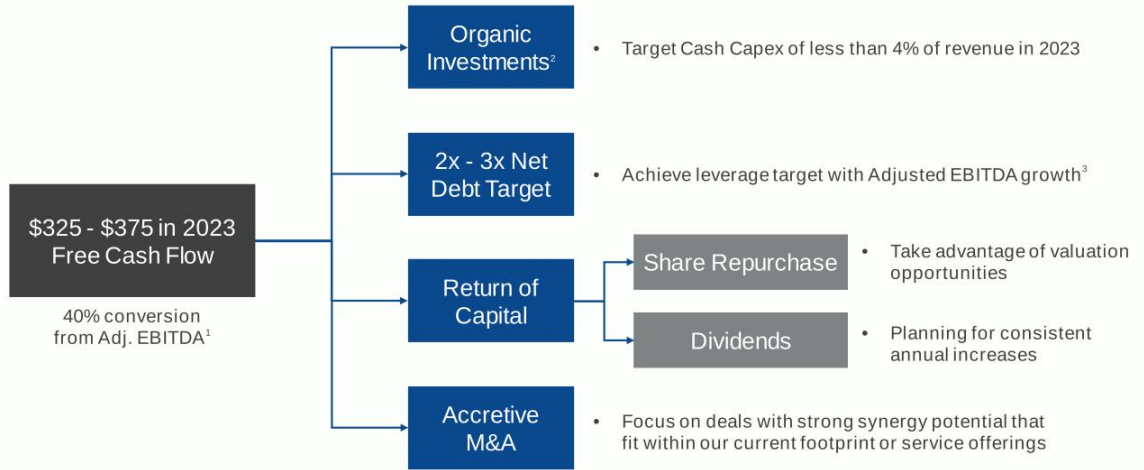 Organic
Investments²
• Target Cash Capex of less than 4% of revenue in 2023
2x - 3x Net
Debt Target
• Achieve leverage target with Adjusted EBITDA growth³
$325 - $375 in 2023
Free Cash Flow
40% conversion
from Adj. EBITDA¹
Return of
Capital
Share Repurchase
• Take advantage of valuation
opportunities
Dividends
• Planning for consistent
annual increases
Accretive
M&A
• Focus on deals with strong synergy potential that
fit within our current footprint or service offerings